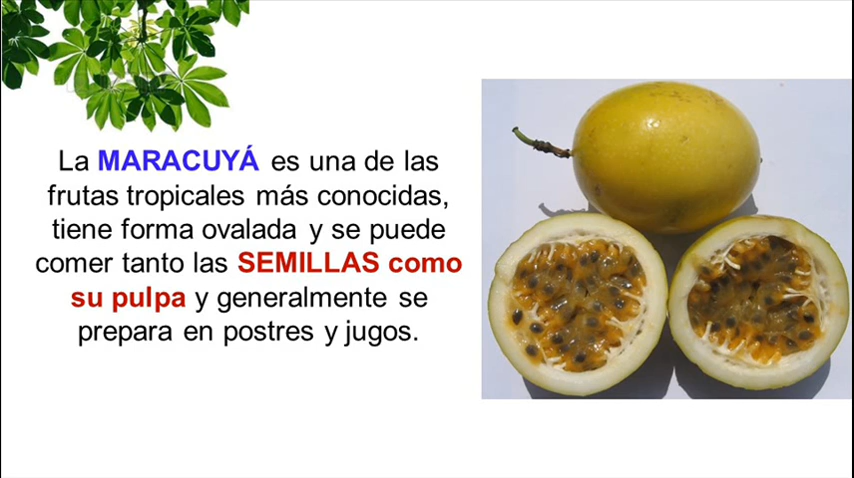 La MARACUYÁ es una de las
frutas tropicales más conocidas,
tiene forma ovalada y se puede
comer tanto las SEMILLAS como
su pulpa y generalmente se
prepara en postres y jugos.